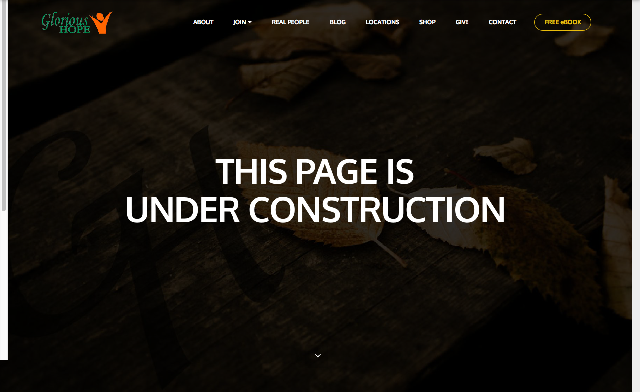 Glorious
HOPE
ABOUT
JOIN
REAL PEOPLE
BLOG
LOCATIONS
SHOP
GIVE
CONTACT
FREE eBOOK
THIS PAGE IS
UNDER CONSTRUCTION